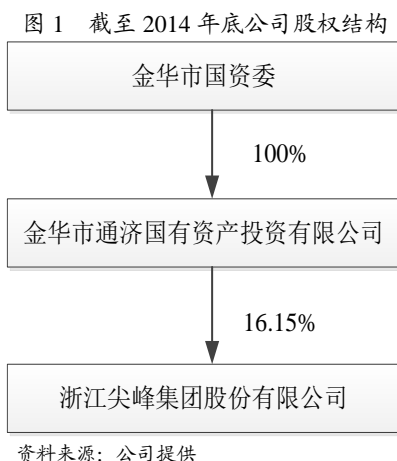 图 1 截至 2014 年底公司股权结构
金华市国资委
100%
金华市通济国有资产投资有限公司
16.15%
浙江尖峰集团股份有限公司
资料来源：公司提供